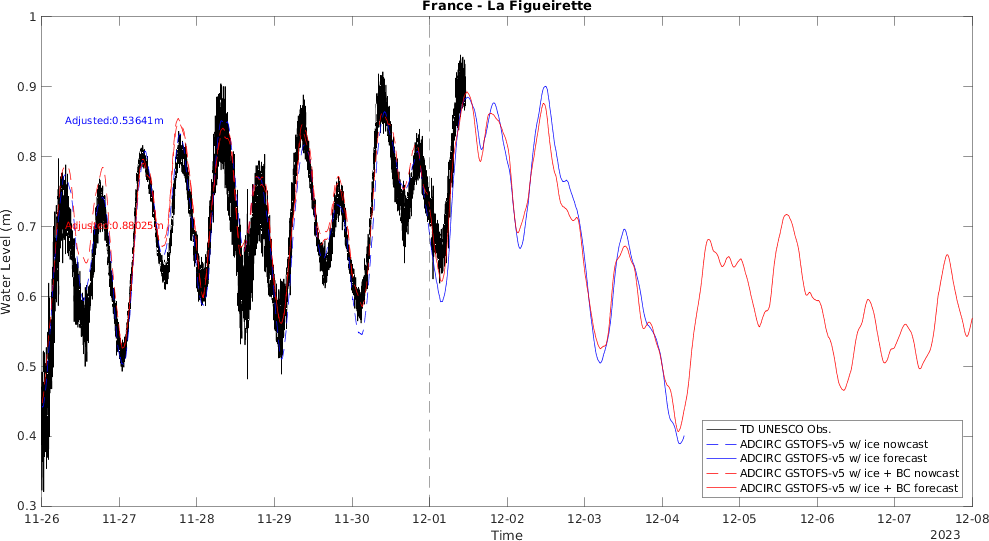 France - La Figueirette
1
0.9
Adjusted:0.53641m
0.8
0.7
Adjusted:0.88025m
Water Level (m)
0.6
0.5
0.4
0.3
TD UNESCO Obs.
ADCIRC GSTOFS-v5 w/ ice nowcast
ADCIRC GSTOFS-v5 w/ ice forecast
ADCIRC GSTOFS-v5 w/ ice + BC nowcast
ADCIRC GSTOFS-v5 w/ ice + BC forecast
11-26 11-27 11-28 11-29 11-30 12-01 12-02 12-03 12-04 12-05 12-06 12-07 12-08
Time
2023